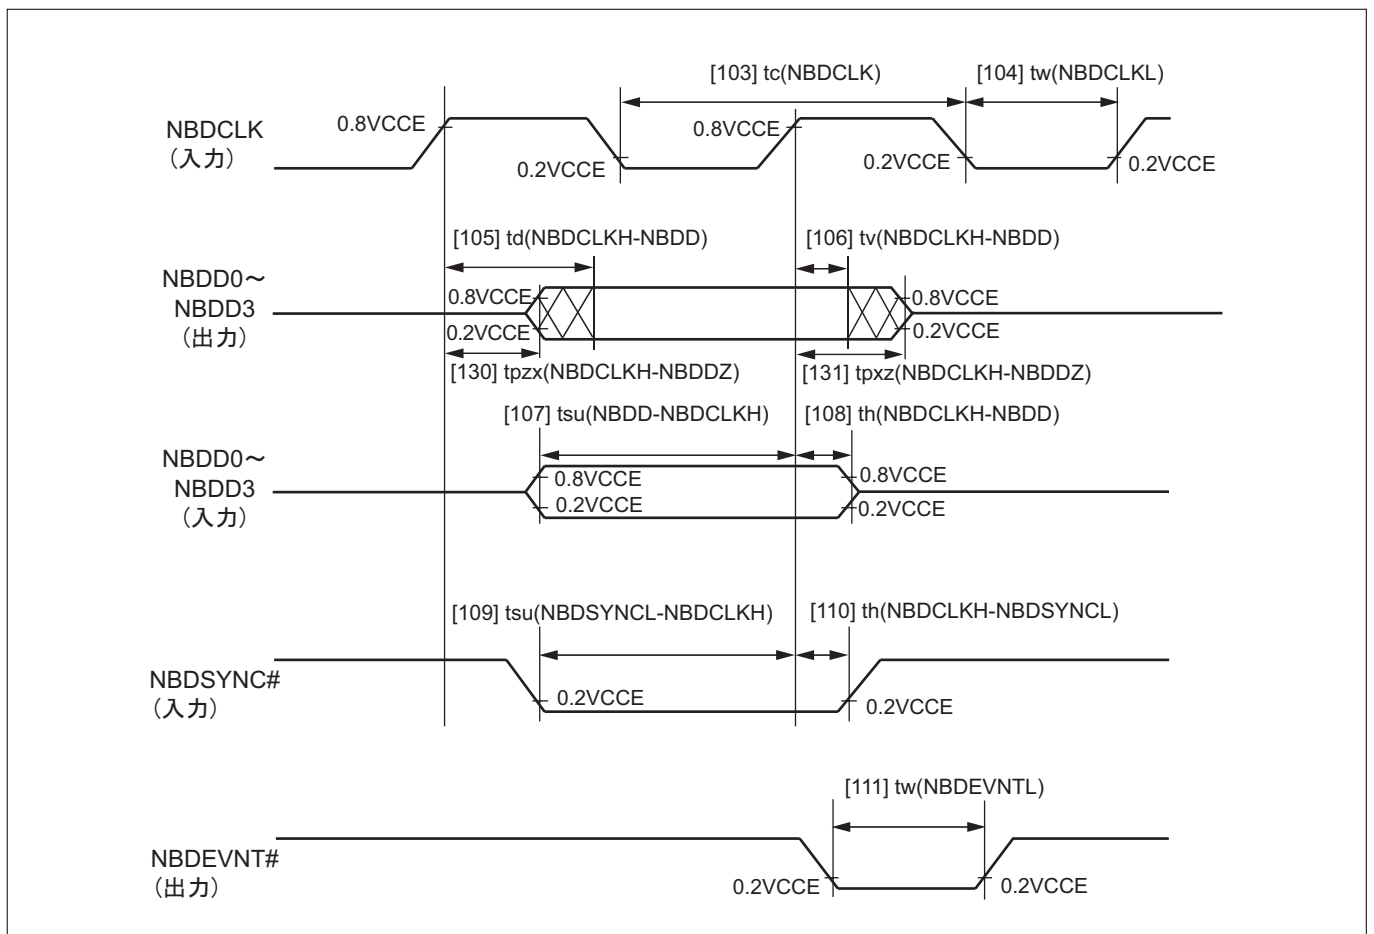 [103] tc(NBDCLK)
[104] tw(NBDCLKL)
NBDCLK
（入力）
0.8VCCE
0.2VCCE
0.8VCCE
0.2VCCE
0.2VCCE
[105] td(NBDCLKH-NBDD)
[106] tv(NBDCLKH-NBDD)
NBDD0～
NBDD3
（出力）
0.8VCCE
0.2VCCE
0.8VCCE
0.2VCCE
[130] tpzx(NBDCLKH-NBDDZ)
[131] tpxz(NBDCLKH-NBDDZ)
[107] tsu(NBDD-NBDCLKH)
[108] th(NBDCLKH-NBDD)
NBDD0～
NBDD3
（入力）
0.8VCCE
0.2VCCE
0.8VCCE
0.2VCCE
[109] tsu(NBDSYNCL-NBDCLKH)
[110] th(NBDCLKH-NBDSYNCL)
NBDSYNC#
（入力）
0.2VCCE
0.2VCCE
[111] tw(NBDEVNTL)
NBDEVNT#
（出力）
0.2VCCE
0.2VCCE